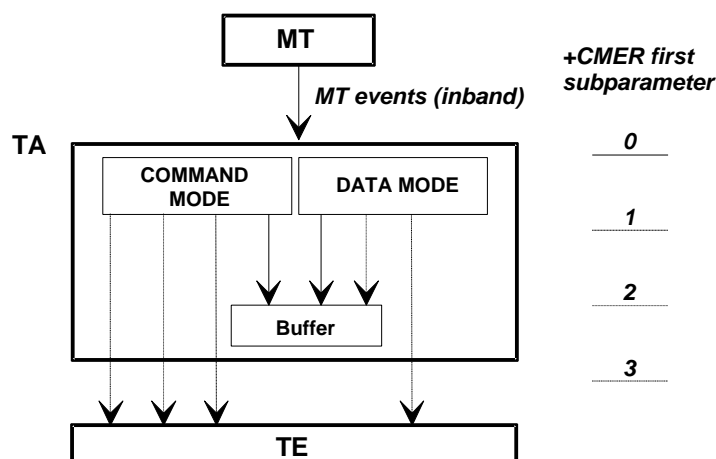 MT
+CMER first
subparameter
MT events (inband)
TA
0
COMMAND
MODE
DATA MODE
1
2
Buffer
3
TE